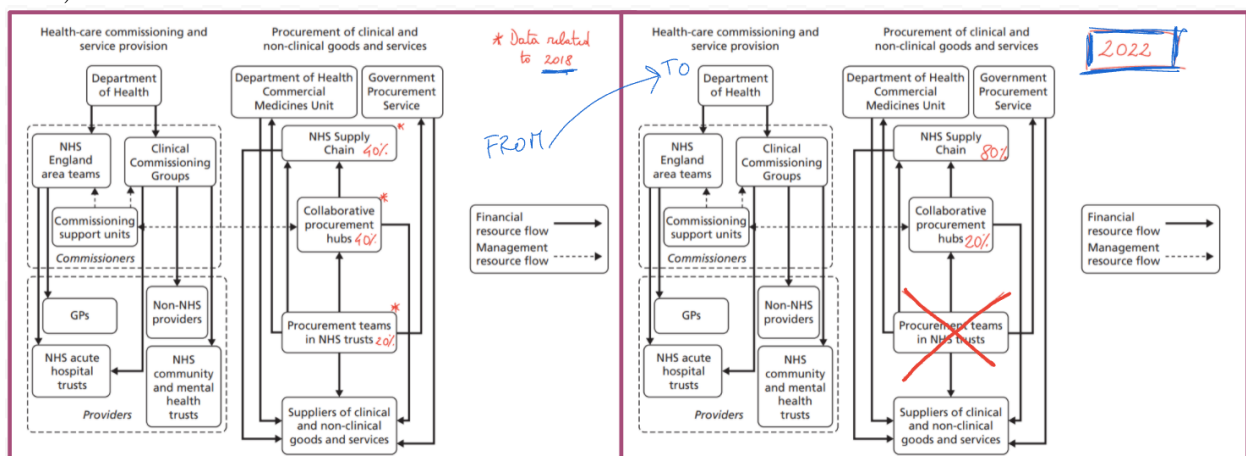 Health-care commissioning and
service provision
Procurement of clinical and
non-clinical goods and services
* Data related
to 2018
Department
of Health
Department of Health
Commercial
Medicines Unit
Government
Procurement
Service
NHS
England
area teams
Clinical
Commissioning
Groups
NHS Supply
Chain 40%
*
FROM
Commissioning
support units
Commissioners
Collaborative
procurement
hubs 40%
*
Financial
resource flow
Management
resource flow
GPs
Non-NHS
providers
Procurement teams
in NHS trusts 20%
*
NHS acute
hospital
trusts
NHS
community
and mental
health
trusts
Providers
Suppliers of clinical
and non-clinical
goods and services
Health-care commissioning and
service provision
Procurement of clinical and
non-clinical goods and services
2022
TO
Department
of Health
Department of Health
Commercial
Medicines Unit
Government
Procurement
Service
NHS
England
area teams
Clinical
Commissioning
Groups
NHS Supply
Chain 80%
Commissioning
support units
Commissioners
Collaborative
procurement
hubs 20%
Financial
resource flow
Management
resource flow
GPs
Non-NHS
providers
Procurement teams
in NHS trusts
NHS acute
hospital
trusts
NHS
community
and mental
health
trusts
Providers
Suppliers of clinical
and non-clinical
goods and services